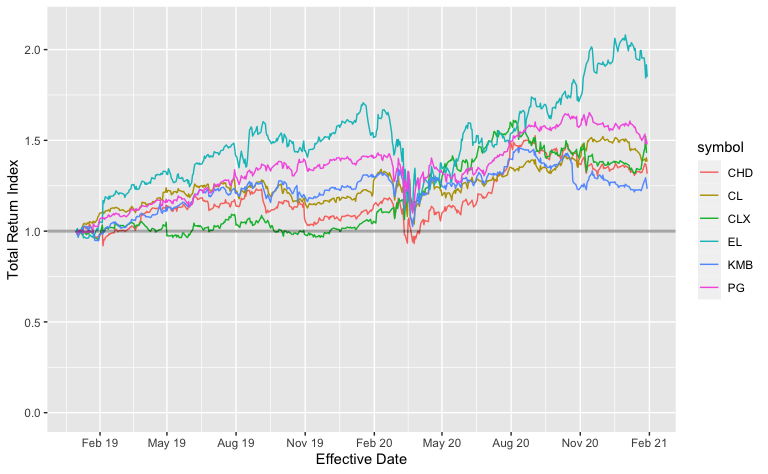 Total Return Index
2.0
1.5
1.0
0.5
0.0
Feb 19 May 19 Aug 19 Nov 19 Feb 20 May 20 Aug 20 Nov 20 Feb 21
Effective Date
symbol
CHD
CL
CLX
EL
KMB
PG